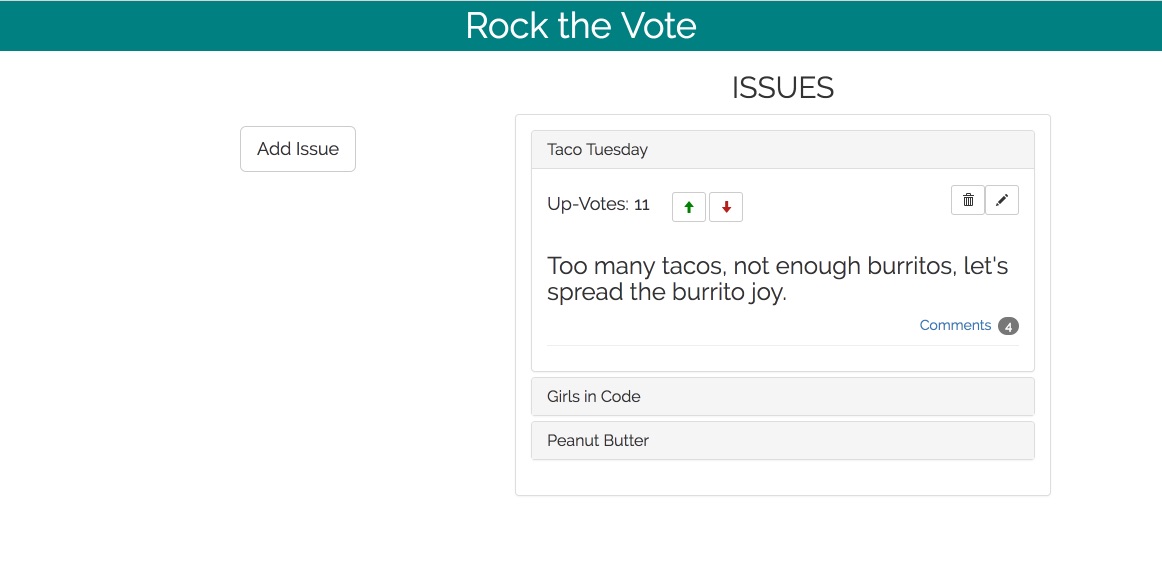 Rock the Vote
ISSUES
Add Issue
Taco Tuesday
Up-Votes: 11
Too many tacos, not enough burritos, let's
spread the burrito joy.
Comments 4
Girls in Code
Peanut Butter